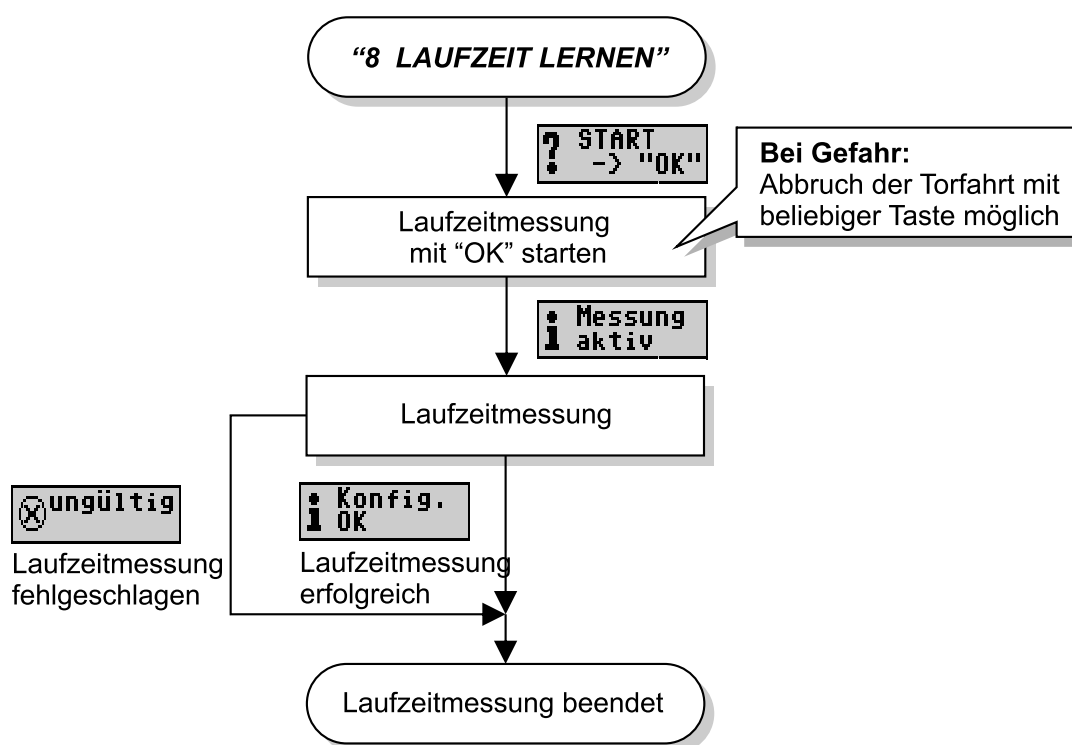 “8 LAUFZEIT LERNEN”
? START
-> "OK"
Bei Gefahr:
Abbruch der Torfahrt mit
beliebiger Taste möglich
Laufzeitmessung
mit “OK” starten
i Messung
aktiv
Laufzeitmessung
ungültig
Laufzeitmessung
fehlgeschlagen
i Konfig.
OK
Laufzeitmessung
erfolgreich
Laufzeitmessung beendet